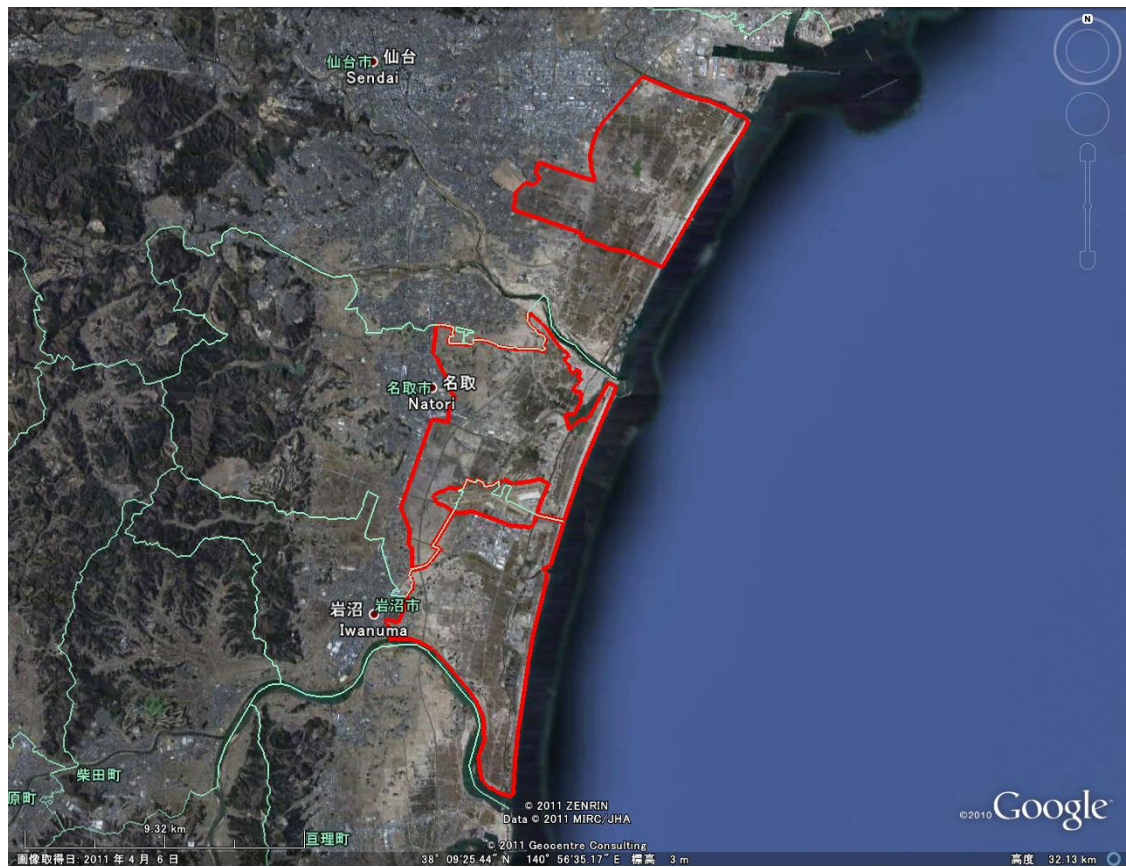 N
仙台市 仙台
Sendai
名取市 名取
Natori
岩沼 岩沼市
Iwanuma
柴田町
原町
亘理町
9.32 km
© 2011 ZENRIN
Data © 2011 MIRC/JHA
© 2011 Geocentre Consulting
©2010 Google™
画像取得日: 2011 年 4 月 6 日
38°09'25.44" N 140°56'35.17" E 標高 3 m
高度 32.13 km